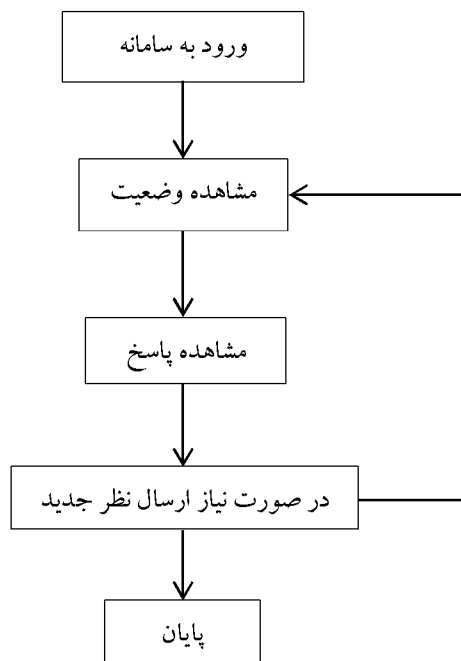 ورود به سامانه
مشاهده وضعیت
مشاهده پاسخ
در صورت نیاز ارسال نظر جدید
پایان